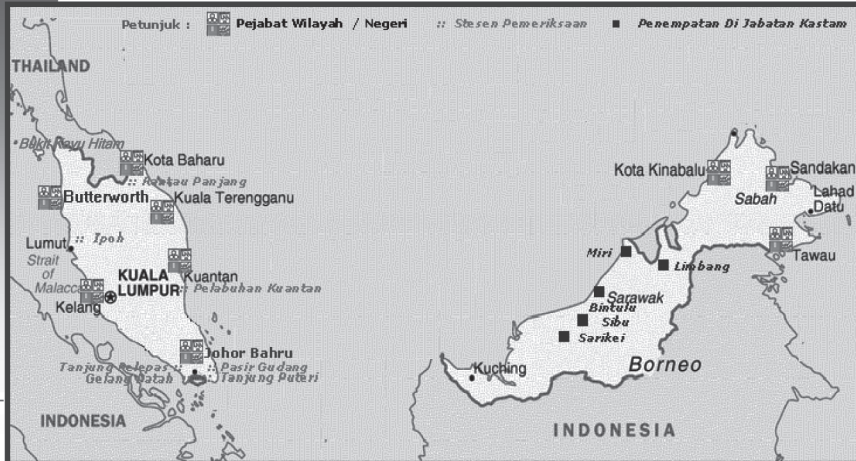 Petunjuk : Pejabat Wilayah / Negeri :: Stesen Pemeriksaan ■ Penempatan Di Jabatan Kastam
THAILAND
Bukit Kayu Hitam
Kota Baharu
:: Rantau Panjang
Butterworth
Kuala Terengganu
Lumut
:: Ipoh
Strait
of
Malacca
KUALA
LUMPUR
Kuantan
:: Pelabuhan Kuantan
Kelang
Johor Bahru
Tanjung Pelepas ::
:: Pasir Gudang
Gelang Patah ::
:: Tanjung Puteri
INDONESIA
Kota Kinabalu
Sandakan
Sabah
Lahad
Datu
Tawau
Miri
Limbang
Sarawak
Bintulu
Sibu
Sarikei
Kuching
Borneo
INDONESIA